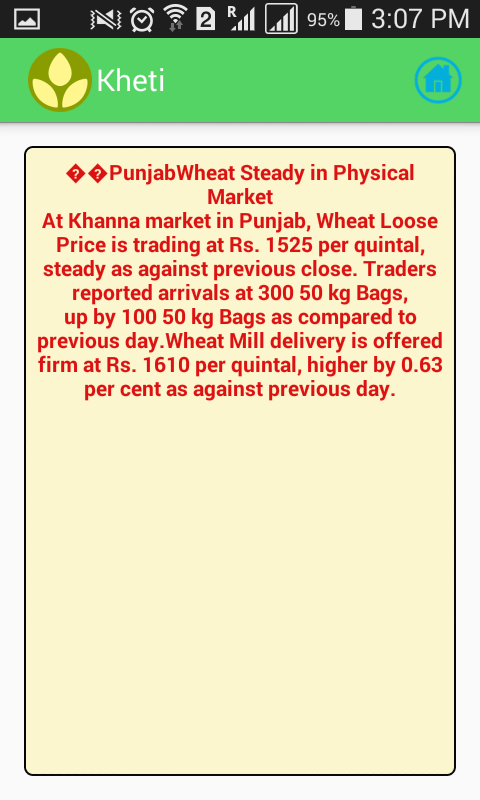 2
R
95%
3:07 PM
Kheti
��PunjabWheat Steady in Physical
Market
At Khanna market in Punjab, Wheat Loose
Price is trading at Rs. 1525 per quintal,
steady as against previous close. Traders
reported arrivals at 300 50 kg Bags,
up by 100 50 kg Bags as compared to
previous day.Wheat Mill delivery is offered
firm at Rs. 1610 per quintal, higher by 0.63
per cent as against previous day.